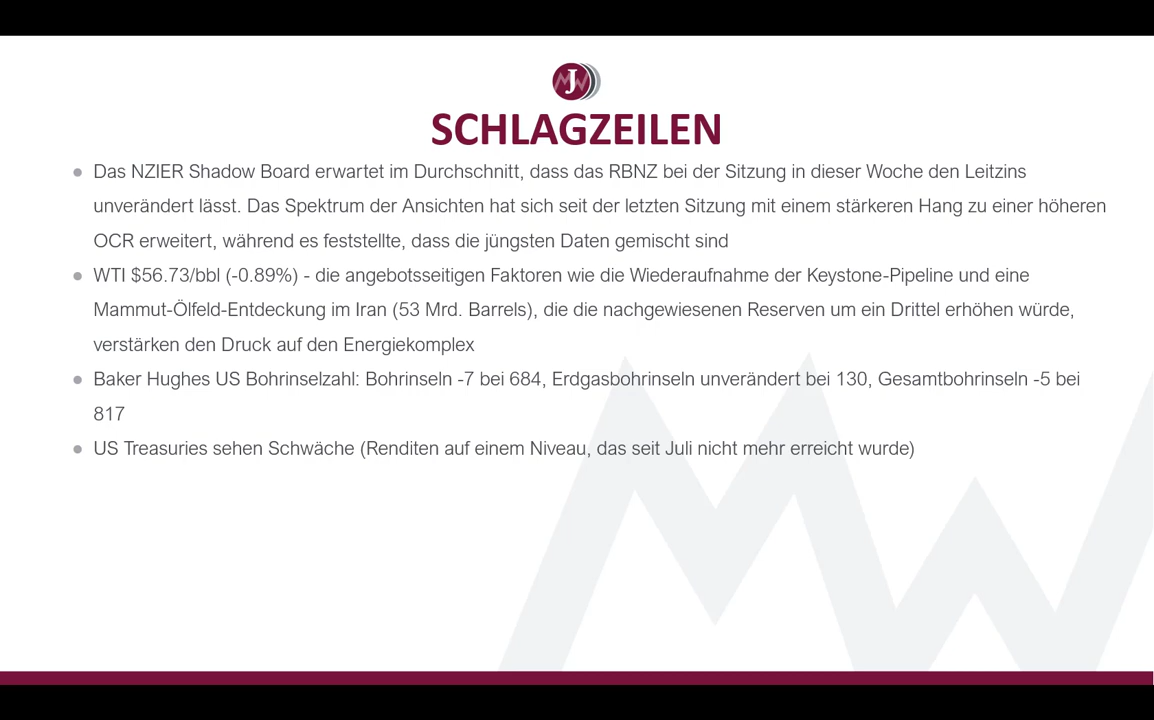 J
SCHLAGZEILEN
Das NZIER Shadow Board erwartet im Durchschnitt, dass das RBNZ bei der Sitzung in dieser Woche den Leitzins
unverändert lässt. Das Spektrum der Ansichten hat sich seit der letzten Sitzung mit einem stärkeren Hang zu einer höheren
OCR erweitert, während es feststellte, dass die jüngsten Daten gemischt sind
WTI $56.73/bbl (-0.89%) - die angebotsseitigen Faktoren wie die Wiederaufnahme der Keystone-Pipeline und eine
Mammut-Ölfeld-Entdeckung im Iran (53 Mrd. Barrels), die die nachgewiesenen Reserven um ein Drittel erhöhen würde,
verstärken den Druck auf den Energiekomplex
Baker Hughes US Bohrinselzahl: Bohrinseln -7 bei 684, Erdgasbohrinseln unverändert bei 130, Gesamtbohrinseln -5 bei
817
US Treasuries sehen Schwäche (Renditen auf einem Niveau, das seit Juli nicht mehr erreicht wurde)